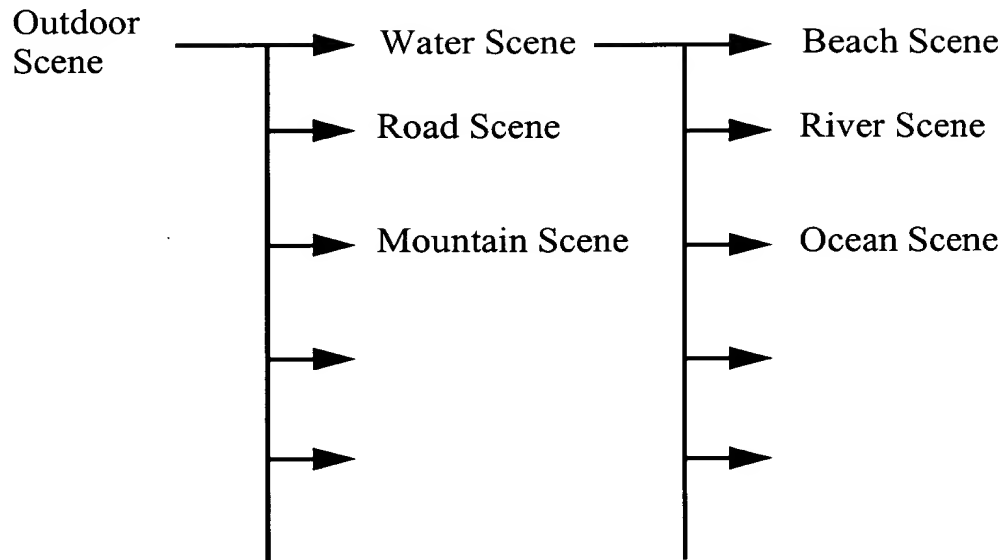 Outdoor
Scene
Water Scene
Beach Scene
Road Scene
River Scene
Mountain Scene
Ocean Scene